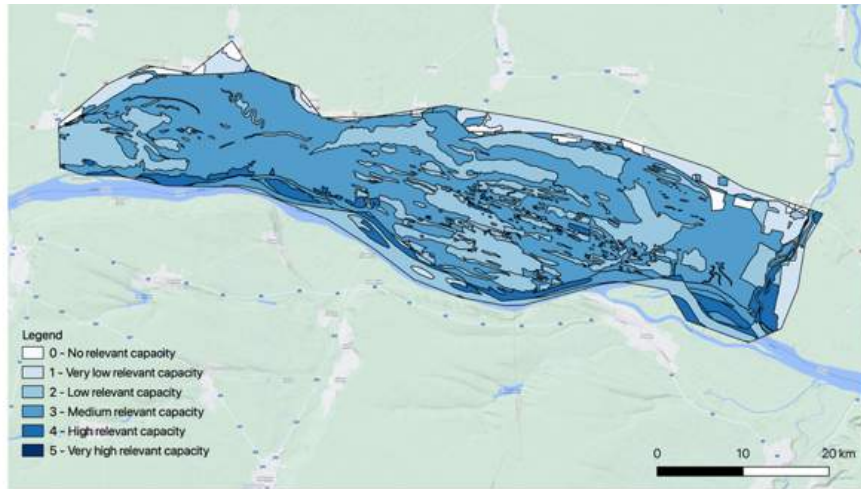 Legend
0 - No relevant capacity
1 - Very low relevant capacity
2 - Low relevant capacity
3 - Medium relevant capacity
4 - High relevant capacity
5 - Very high relevant capacity
0 10 20 km